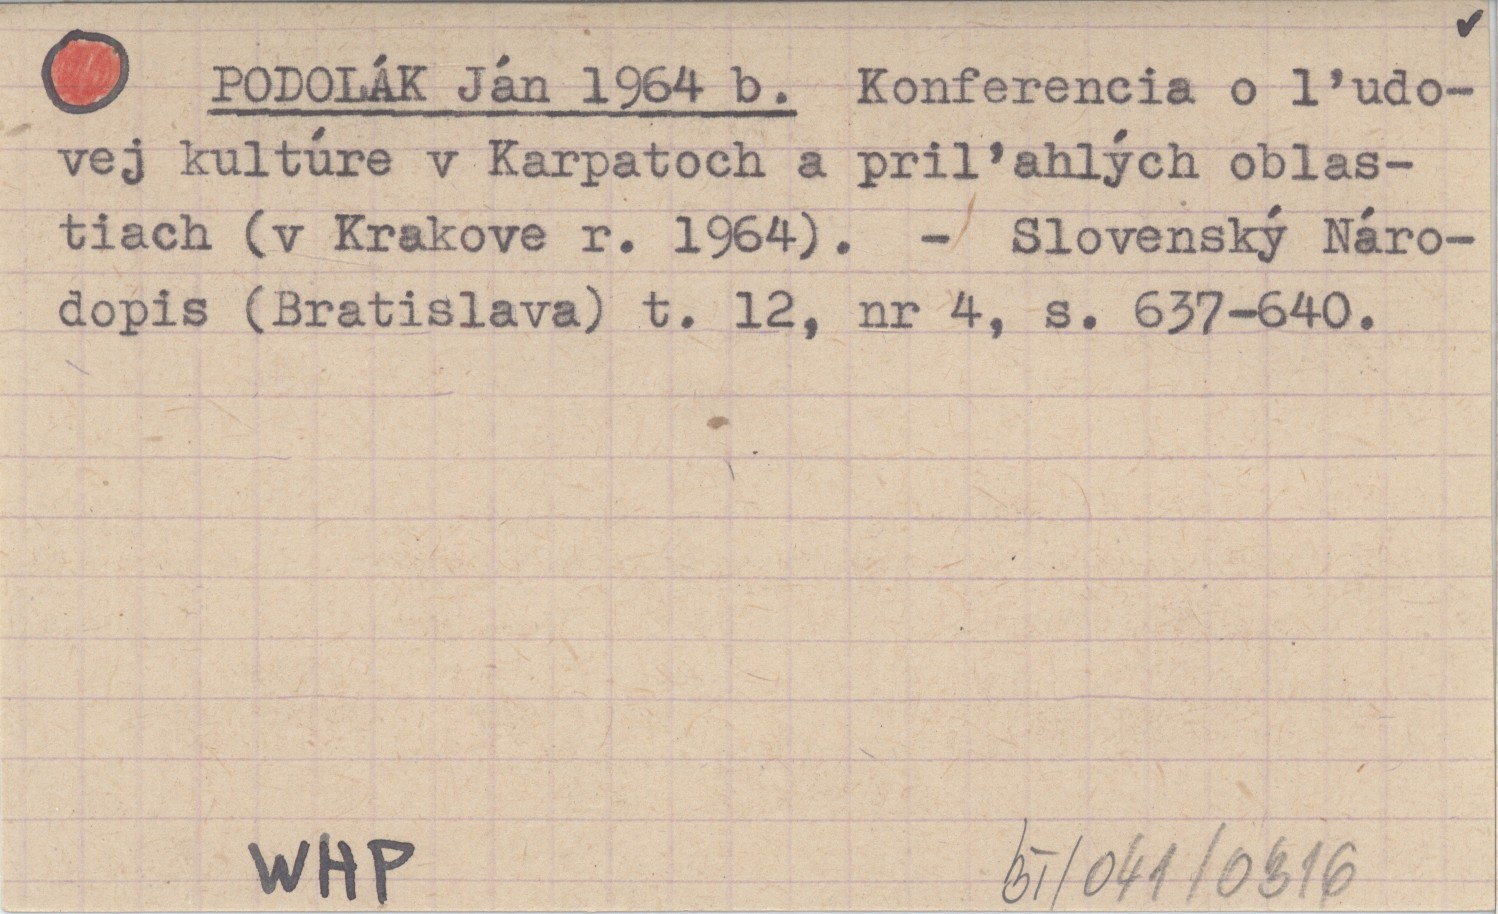 PODOLÁK Ján 1964 b. Konferencia o l'udo-
vej kultúre v Karpatoch a pril'ahlých oblas-
tiach (v Krakove r. 1964). - Slovenský Náro-
dopis (Bratislava) t. 12, nr 4, s. 637-640.
WHP
/041/0316